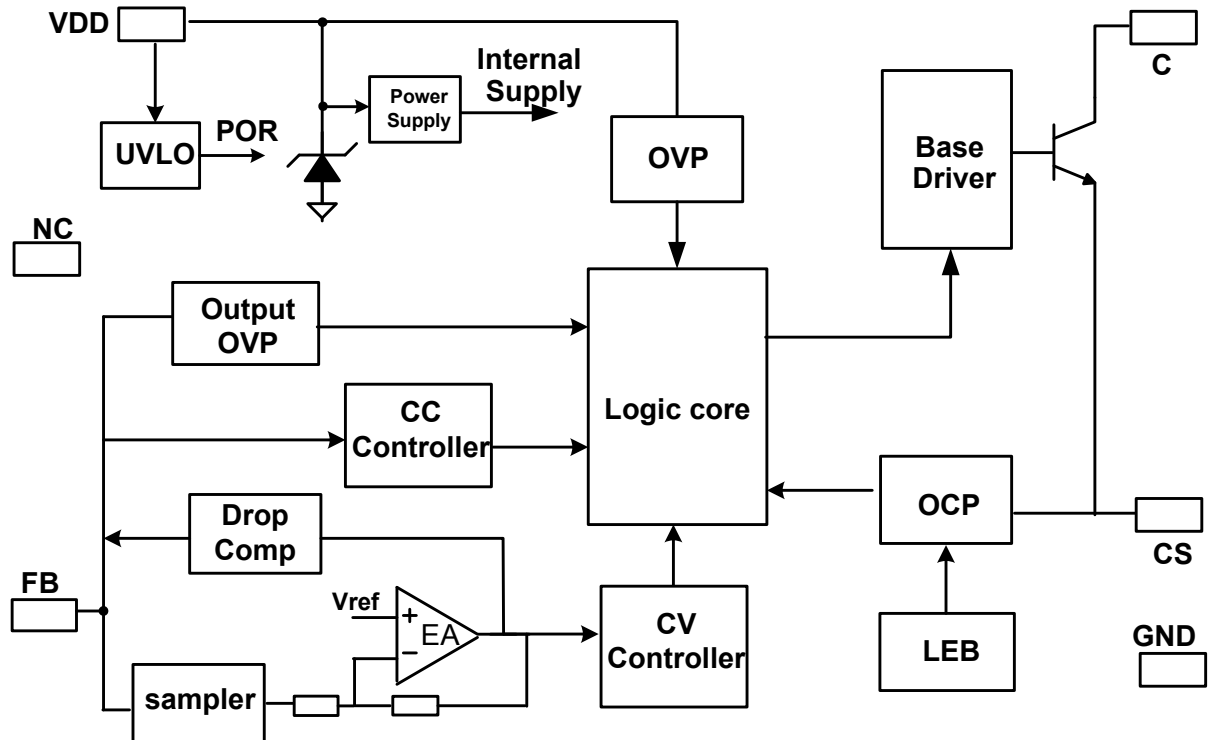 VDD
C
Internal
Supply
Power
Supply
POR
UVLO
OVP
Base
Driver
NC
Output
OVP
CC
Controller
Logic core
Drop
Comp
OCP
CS
FB
Vref
+
EA
−
CV
Controller
LEB
GND
sampler